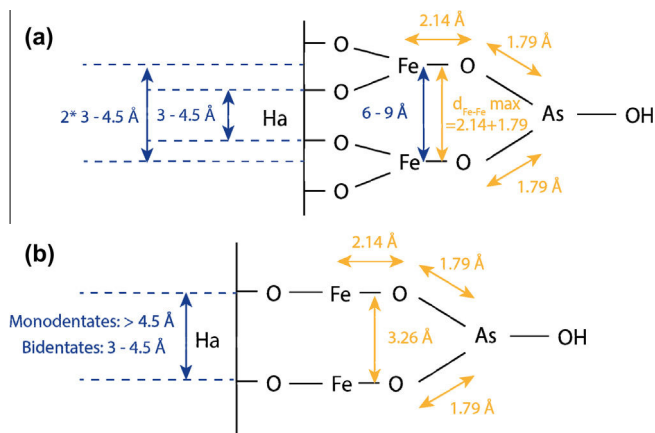 (a)
2.14 Å
1.79 Å
O
Fe
O
O
2* 3 - 4.5 Å
3 - 4.5 Å
Ha
6 - 9 Å
dFe-Fe max
=2.14+1.79
As
OH
O
Fe
O
O
1.79 Å
(b)
2.14 Å
1.79 Å
O
Fe
O
Monodentates: > 4.5 Å
Bidentates: 3 - 4.5 Å
Ha
3.26 Å
As
OH
O
Fe
O
1.79 Å